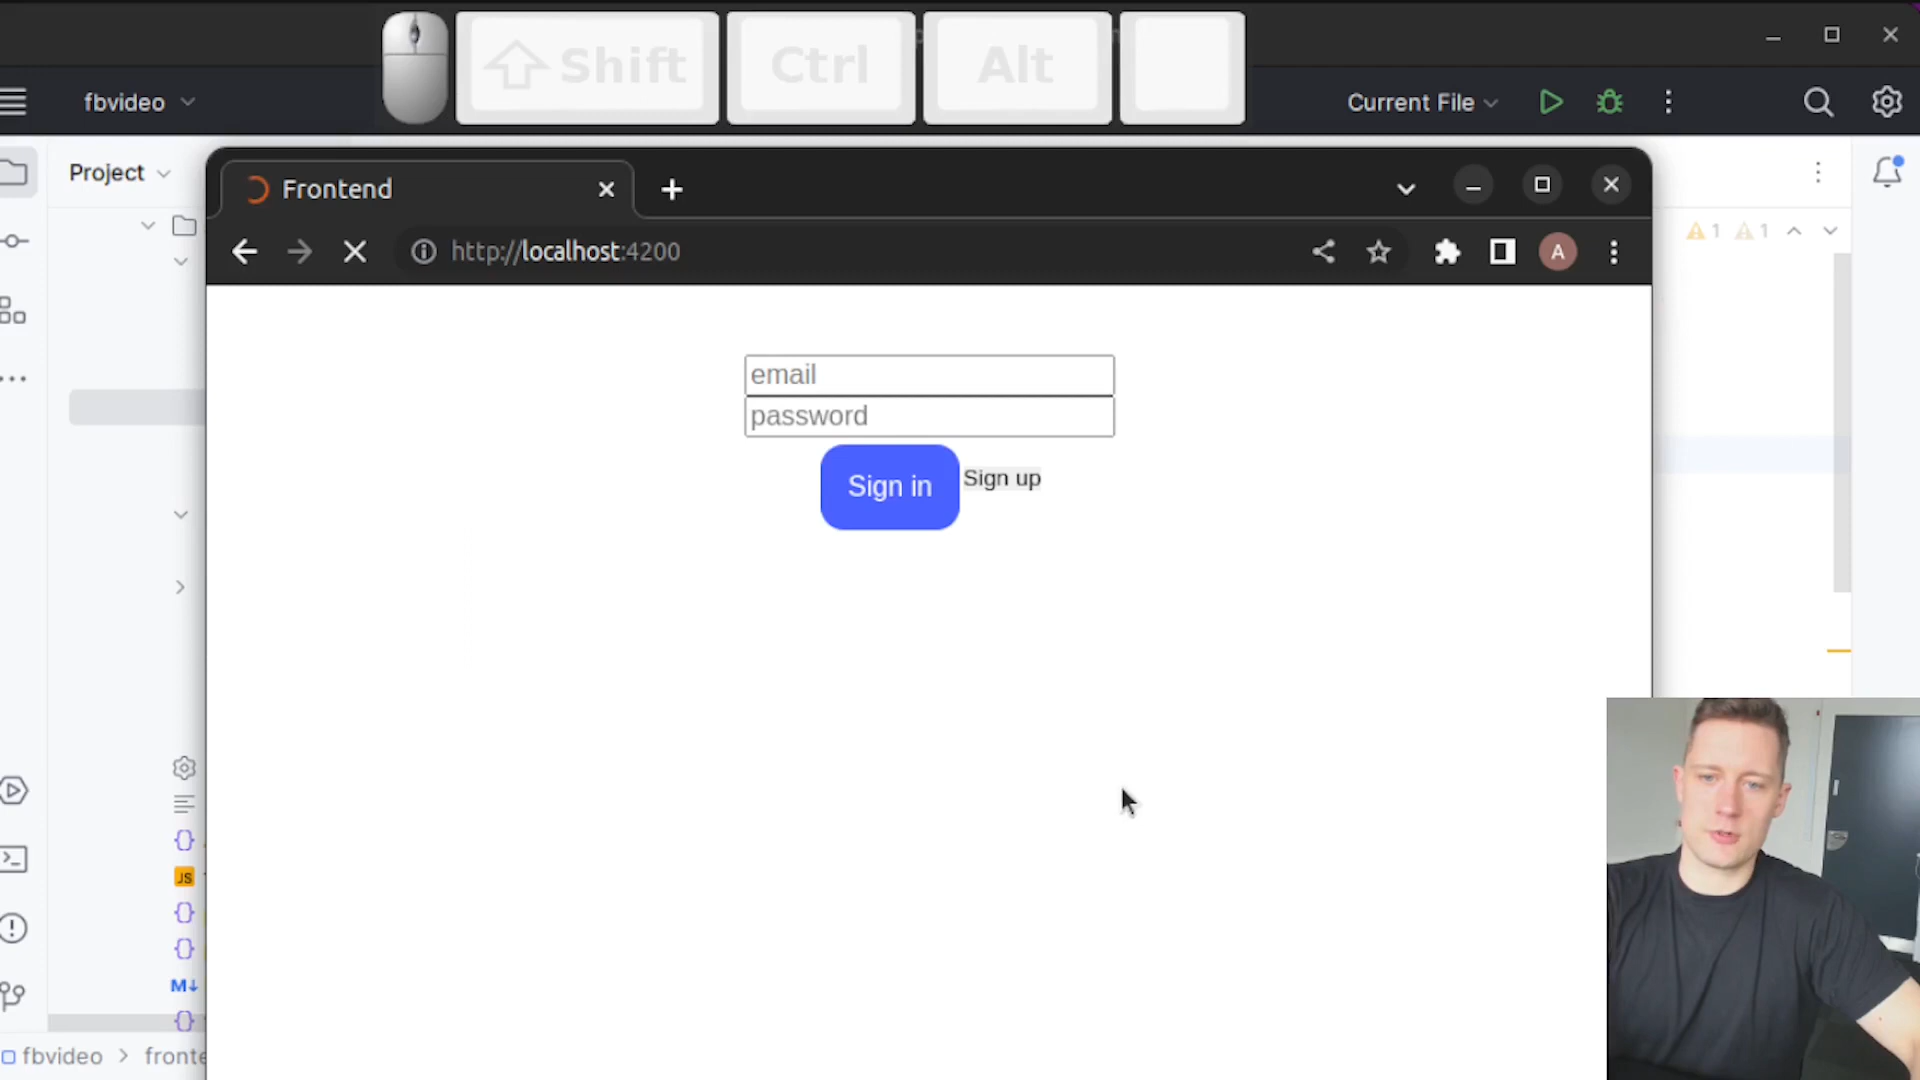 Shift
Ctrl
Alt
fbvideo
Current File
Project
Frontend
http://localhost:4200
A
1
1
email
password
Sign in
Sign up
{}
JS
{}
{}
M↓
{}
fbvideo > fronte